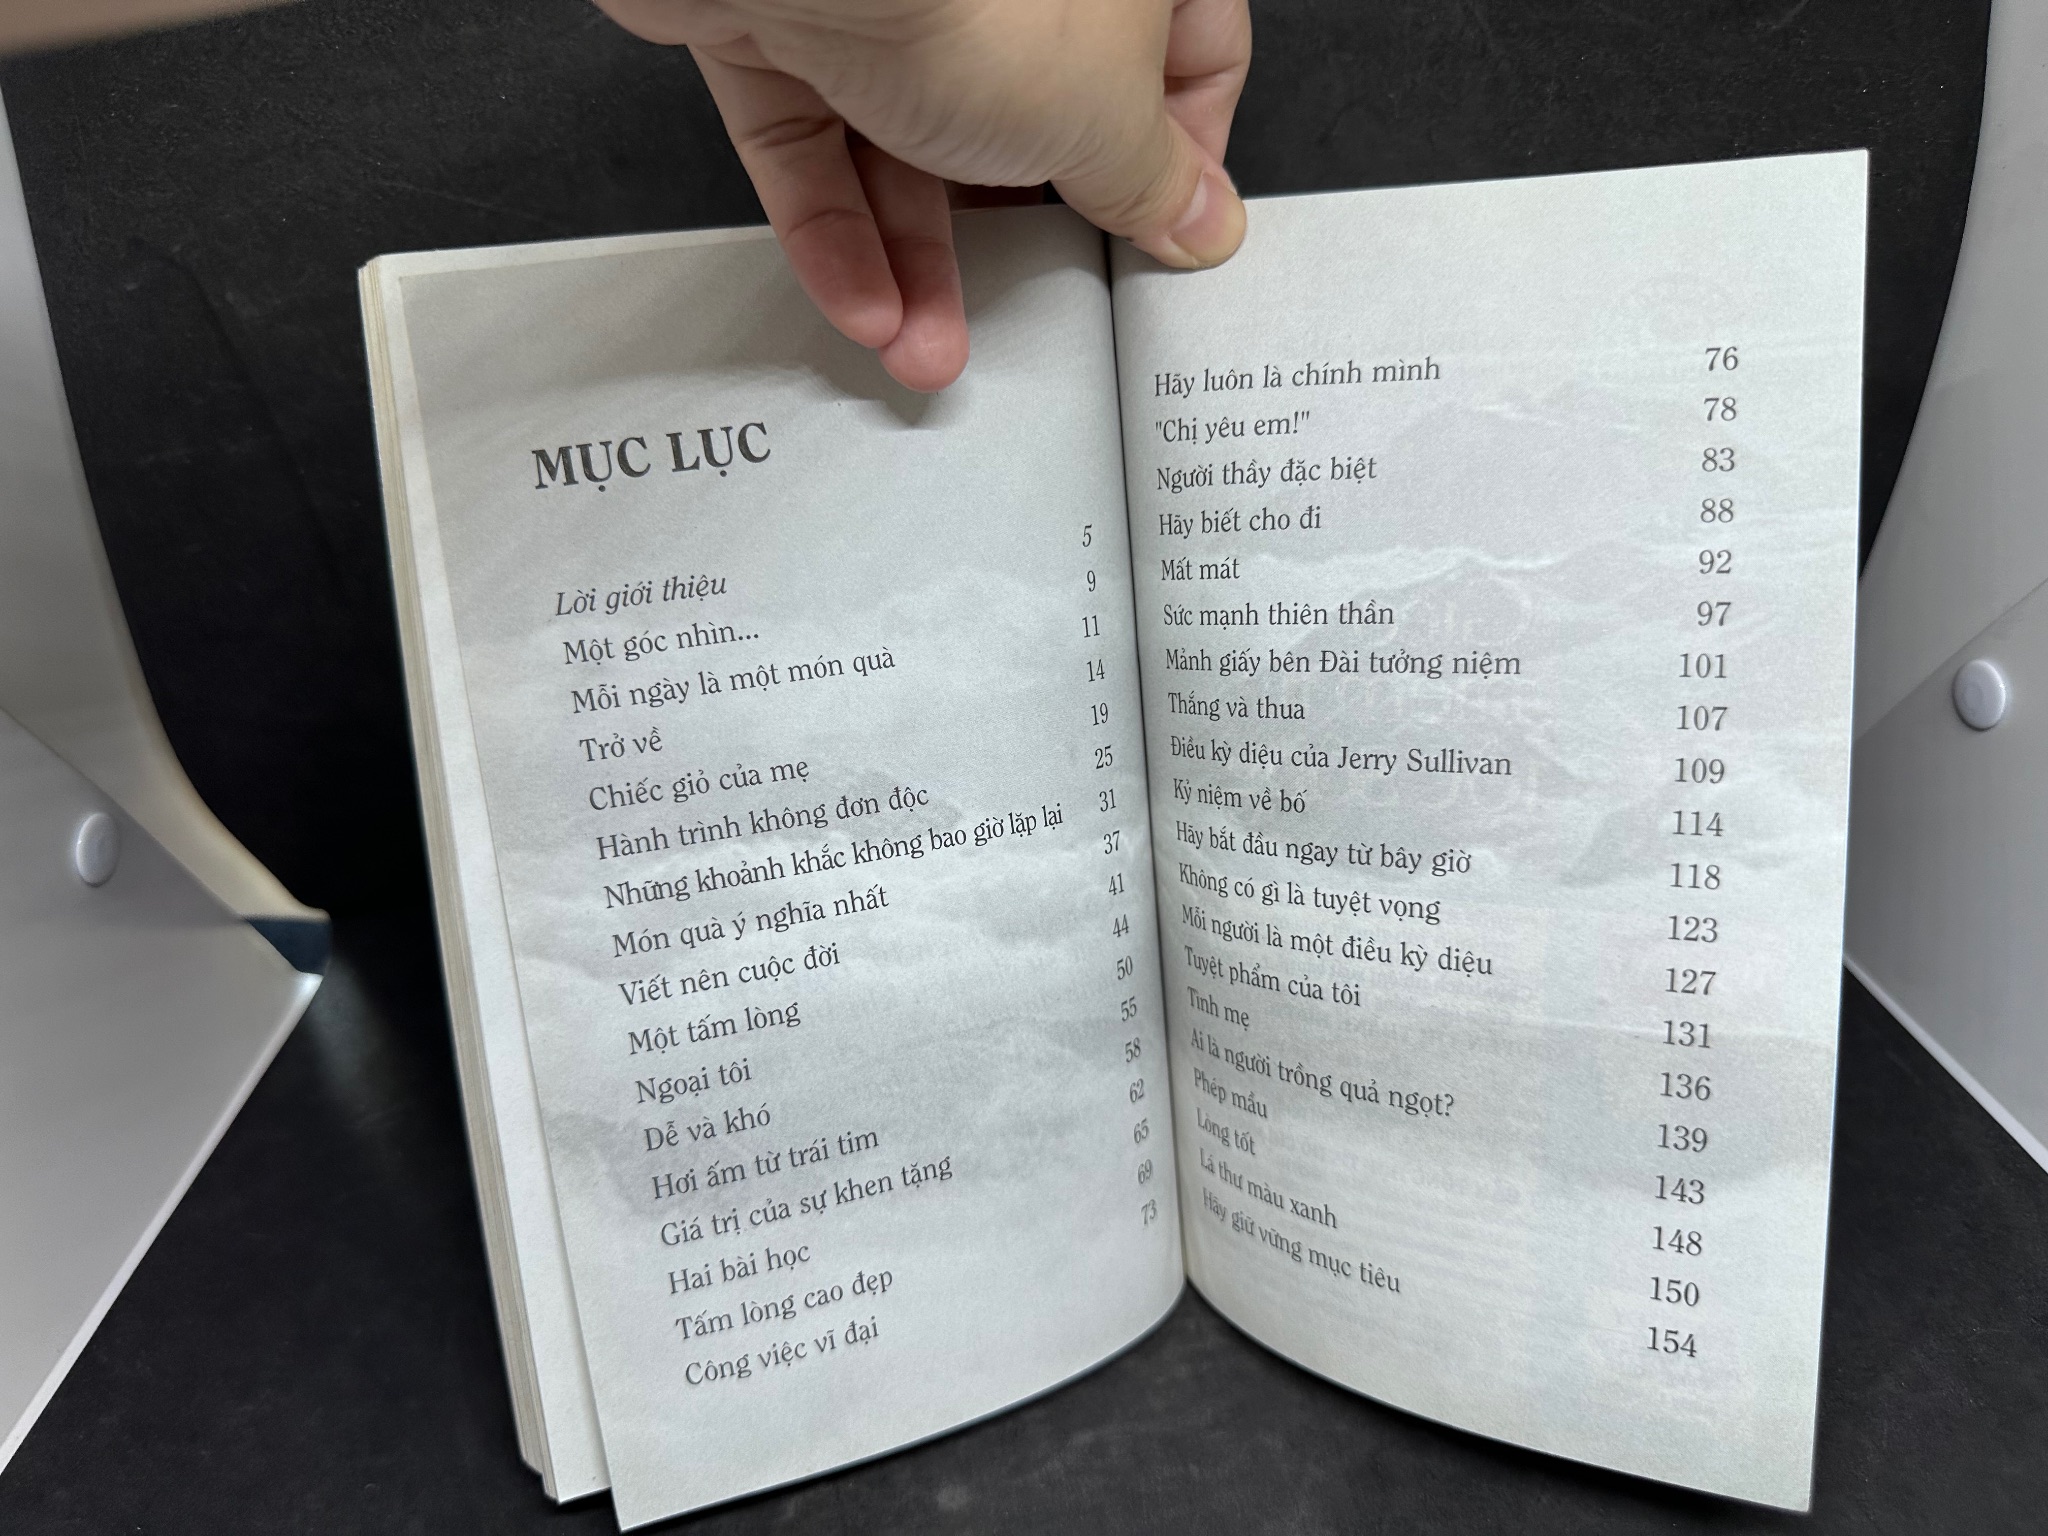 MỤC LỤC
Lời giới thiệu 5
Một góc nhìn... 9
Mỗi ngày là một món quà 11
Trở về 14
Chiếc giỏ của mẹ 19
Hành trình không đơn độc 25
Những khoảnh khắc không bao giờ lặp lại 31
Món quà ý nghĩa nhất 37
Viết nên cuộc đời 41
Một tấm lòng 44
Ngoại tôi 50
Dễ và khó 55
Hơi ấm từ trái tim 58
Giá trị của sự khen tặng 62
Hai bài học 65
Tấm lòng cao đẹp 69
Công việc vĩ đại 73
Hãy luôn là chính mình 76
"Chị yêu em!" 78
Người thầy đặc biệt 83
Hãy biết cho đi 88
Mất mát 92
Sức mạnh thiên thần 97
Mảnh giấy bên Đài tưởng niệm 101
Thắng và thua 107
Điều kỳ diệu của Jerry Sullivan 109
Kỷ niệm về bố 114
Hãy bắt đầu ngay từ bây giờ 118
Không có gì là tuyệt vọng 123
Mỗi người là một điều kỳ diệu 127
Tuyệt phẩm của tôi 131
Tình mẹ 136
Ai là người trồng quả ngọt? 139
Phép mầu 143
Lòng tốt 148
Lá thư màu xanh 150
Hãy giữ vững mục tiêu 154